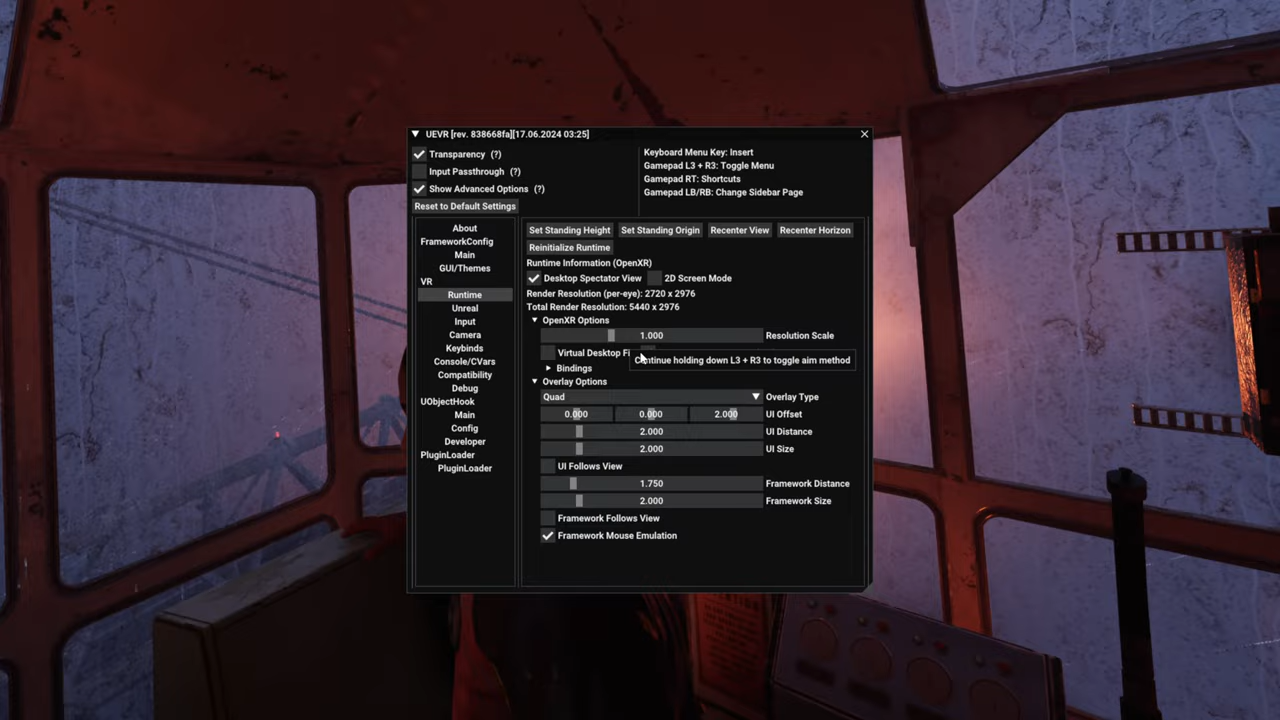 UEVR [rev. 838668fa][17.06.2024 03:25]
Transparency (?)
Input Passthrough (?)
Show Advanced Options (?)
Reset to Default Settings
Keyboard Menu Key: Insert
Gamepad L3 + R3: Toggle Menu
Gamepad RT: Shortcuts
Gamepad LB/RB: Change Sidebar Page
About
FrameworkConfig
Main
GUI/Themes
VR
Runtime
Unreal
Input
Camera
Keybinds
Console/CVars
Compatibility
Debug
UObjectHook
Main
Config
Developer
PluginLoader
PluginLoader
Set Standing Height Set Standing Origin Recenter View Recenter Horizon
Reinitialize Runtime
Runtime Information (OpenXR)
Desktop Spectator View 2D Screen Mode
Render Resolution (per-eye): 2720 x 2976
Total Render Resolution: 5440 x 2976
OpenXR Options
1.000 Resolution Scale
Virtual Desktop Fi
Continue holding down L3 + R3 to toggle aim method
Bindings
Overlay Options
Quad Overlay Type
0.000 0.000 2.000 UI Offset
2.000 UI Distance
2.000 UI Size
UI Follows View
1.750 Framework Distance
2.000 Framework Size
Framework Follows View
Framework Mouse Emulation